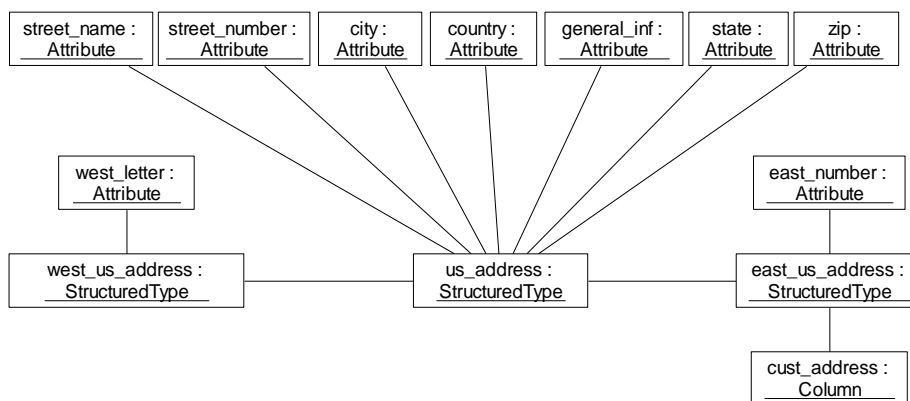 street_name :
Attribute
street_number :
Attribute
city :
Attribute
country :
Attribute
general_inf :
Attribute
state :
Attribute
zip :
Attribute
west_letter :
Attribute
east_number :
Attribute
west_us_address :
StructuredType
us_address :
StructuredType
east_us_address :
StructuredType
cust_address :
Column